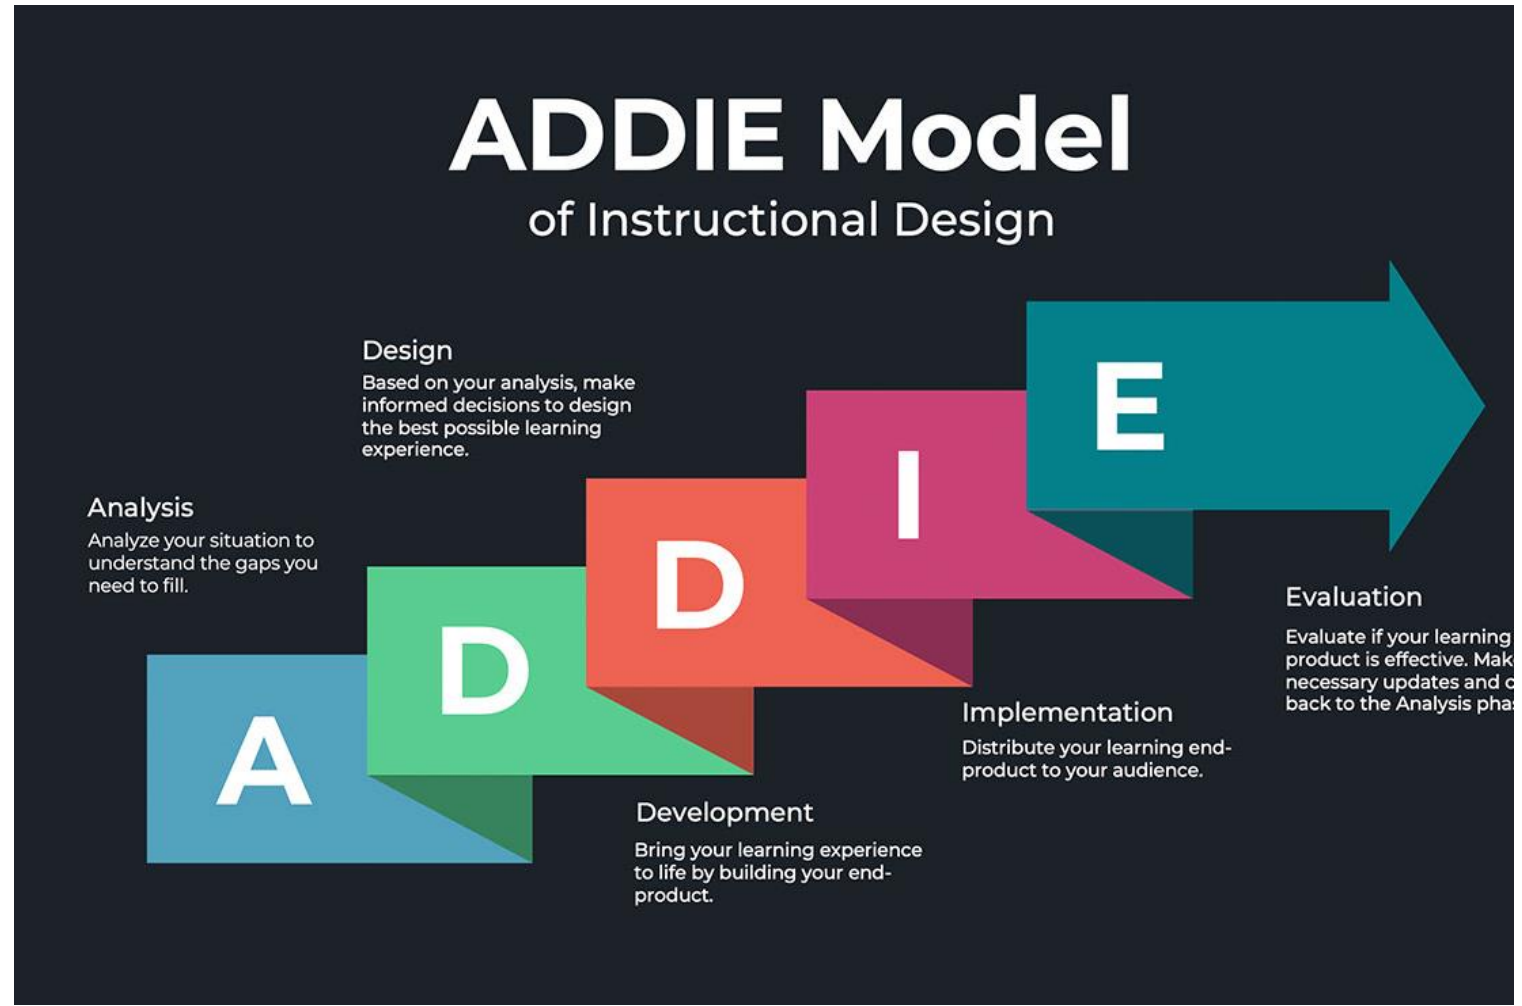 ADDIE Model
of Instructional Design
Analysis
Analyze your situation to
understand the gaps you
need to fill.
Design
Based on your analysis, make
informed decisions to design
the best possible learning
experience.
Development
Bring your learning experience
to life by building your end-
product.
Implementation
Distribute your learning end-
product to your audience.
Evaluation
Evaluate if your learning
product is effective.
necessary updates and
back to the Analysis
A
D
D
I
E